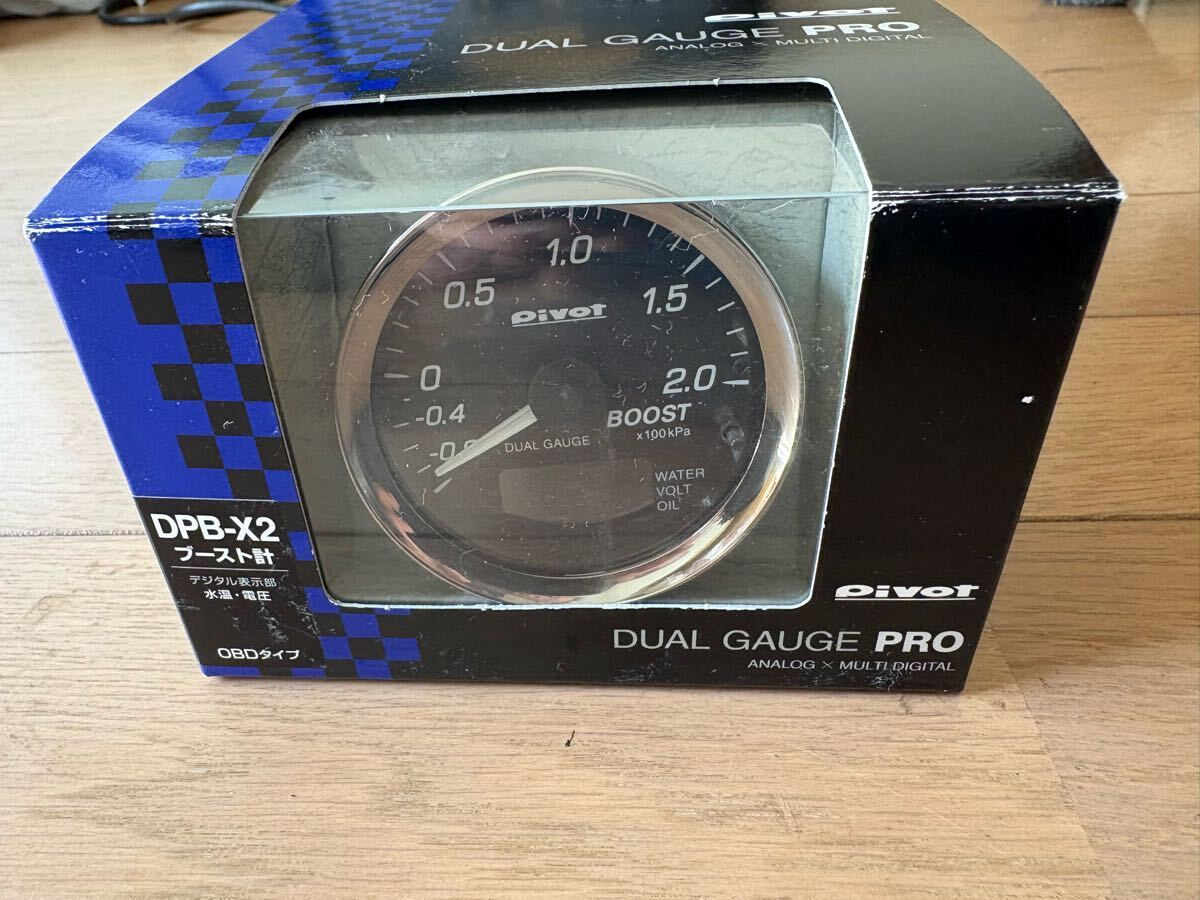 pivot
DUAL GAUGE PRO
ANALOG × MULTI DIGITAL
1.0
0.5
1.5
pivot
0
2.0
-0.4
BOOST
x100kPa
DUAL GAUGE
WATER
VOLT
OIL
DPB-X2
ブースト計
デジタル表示部
水温・電圧
OBDタイプ
pivot
DUAL GAUGE PRO
ANALOG × MULTI DIGITAL